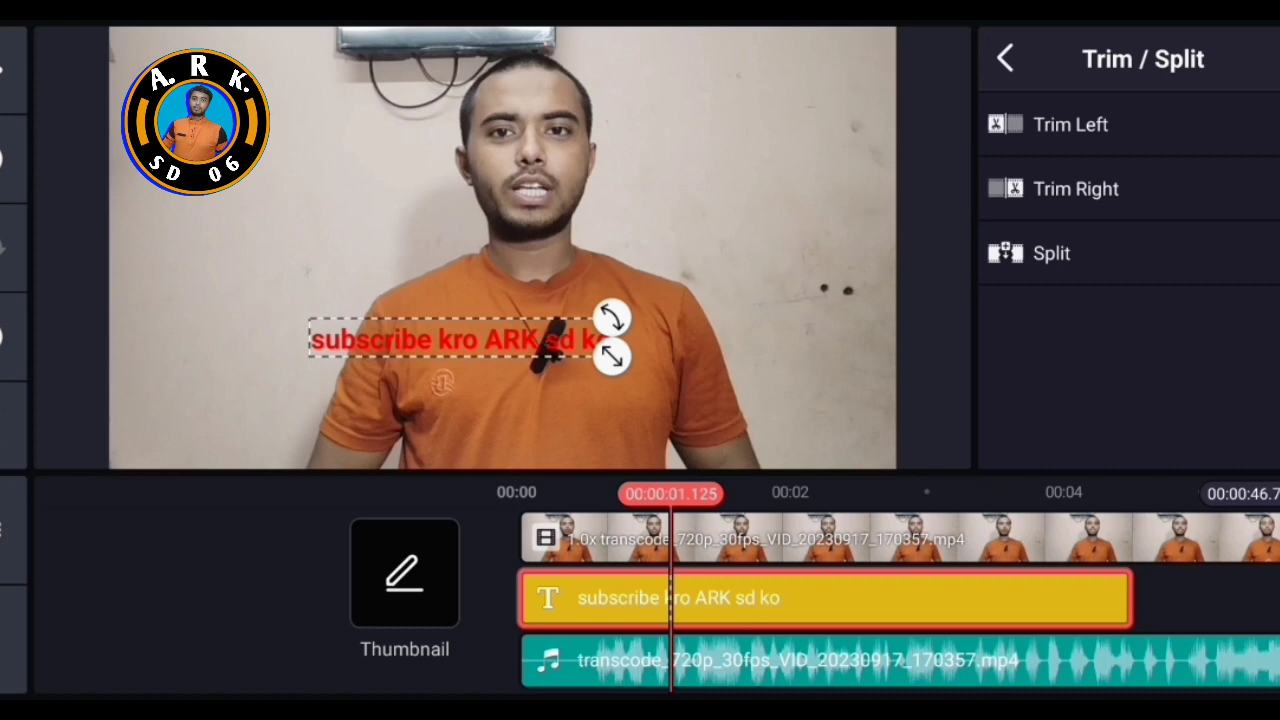 A. R K.
SD 06
Trim / Split
Trim Left
Trim Right
Split
subscribe kro ARK sd ko
00:00
00:00:01.125
00:02
00:04
00:00:46.7
1.0x transcode_720p_30fps_VID_20230917_170357.mp4
T subscribe kro ARK sd ko
Thumbnail
transcode_720p_30fps_VID_20230917_170357.mp4